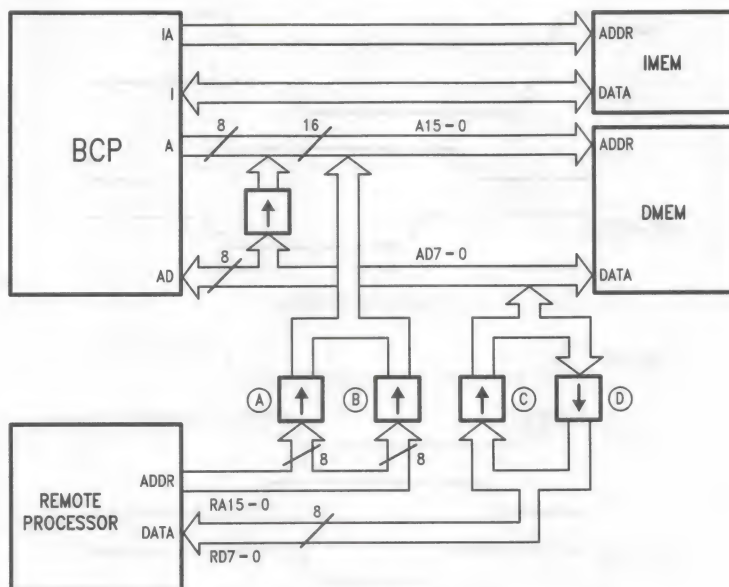 IA
ADDR
IMEM
I
DATA
BCP
8
16
A15-0
A
ADDR
DMEM
8
AD7-0
AD
DATA
A
B
C
D
8
8
ADDR
REMOTE
PROCESSOR
RA15-0
8
DATA
RD7-0